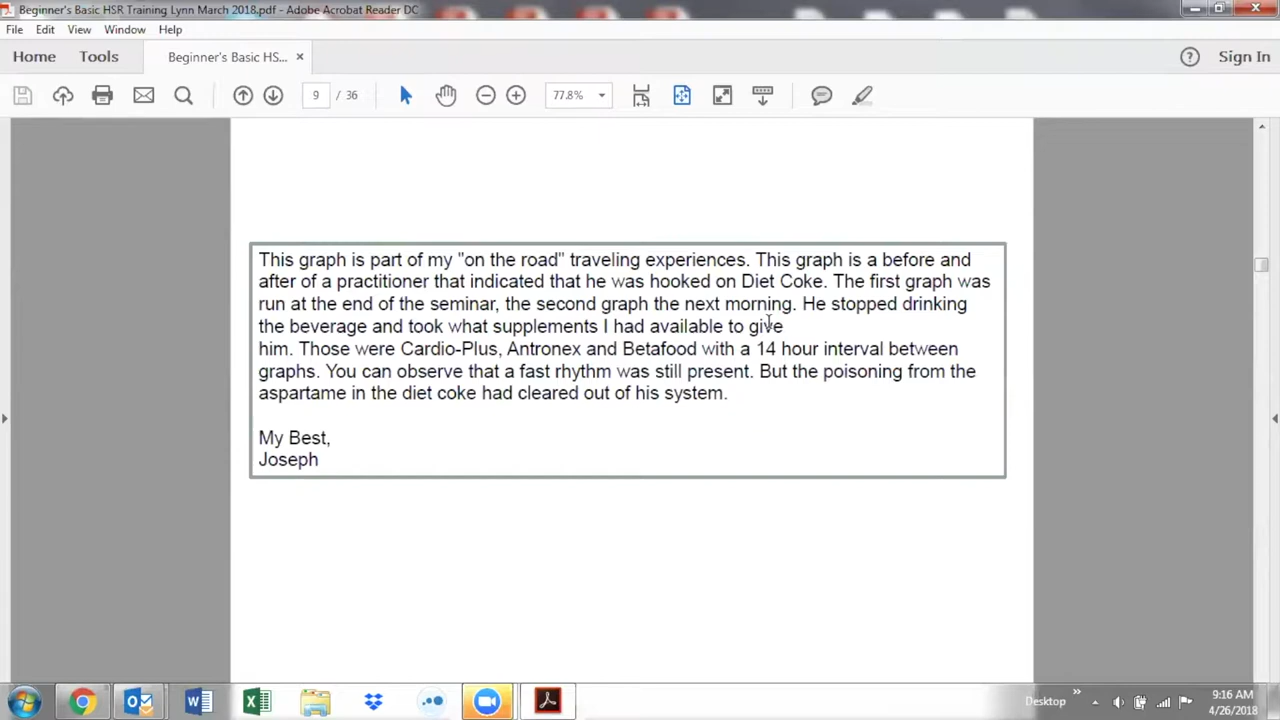 Beginner's Basic HSR Training Lynn March 2018.pdf - Adobe Acrobat Reader DC
File Edit View Window Help
Home Tools Beginner's Basic HS... × ? Sign In
9 / 36 77.8%
This graph is part of my "on the road" traveling experiences. This graph is a before and
after of a practitioner that indicated that he was hooked on Diet Coke. The first graph was
run at the end of the seminar, the second graph the next morning. He stopped drinking
the beverage and took what supplements I had available to give
him. Those were Cardio-Plus, Antronex and Betafood with a 14 hour interval between
graphs. You can observe that a fast rhythm was still present. But the poisoning from the
aspartame in the diet coke had cleared out of his system.
My Best,
Joseph
Desktop » 9:16 AM
4/26/2018